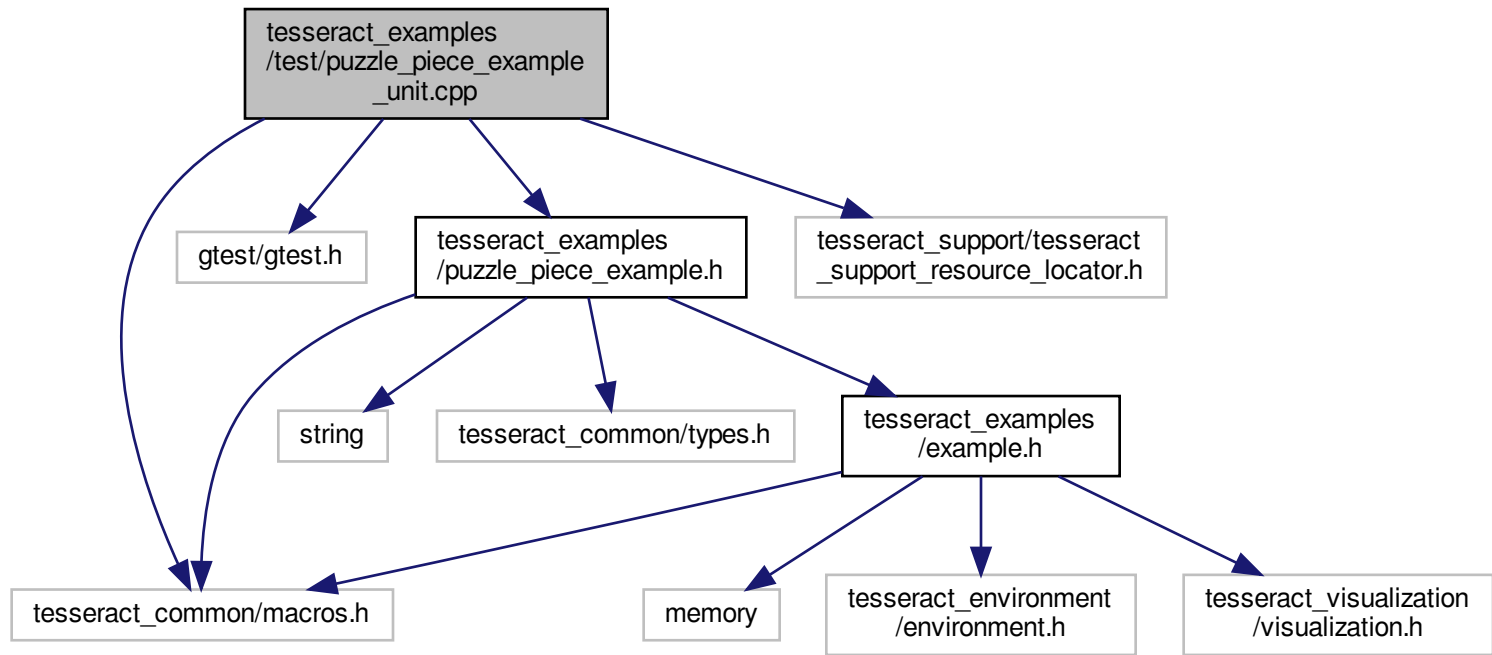 tesseract_examples
/test/puzzle_piece_example
_unit.cpp
gtest/gtest.h
tesseract_examples
/puzzle_piece_example.h
tesseract_support/tesseract
_support_resource_locator.h
string
tesseract_common/types.h
tesseract_examples
/example.h
tesseract_common/macros.h
memory
tesseract_environment
/environment.h
tesseract_visualization
/visualization.h